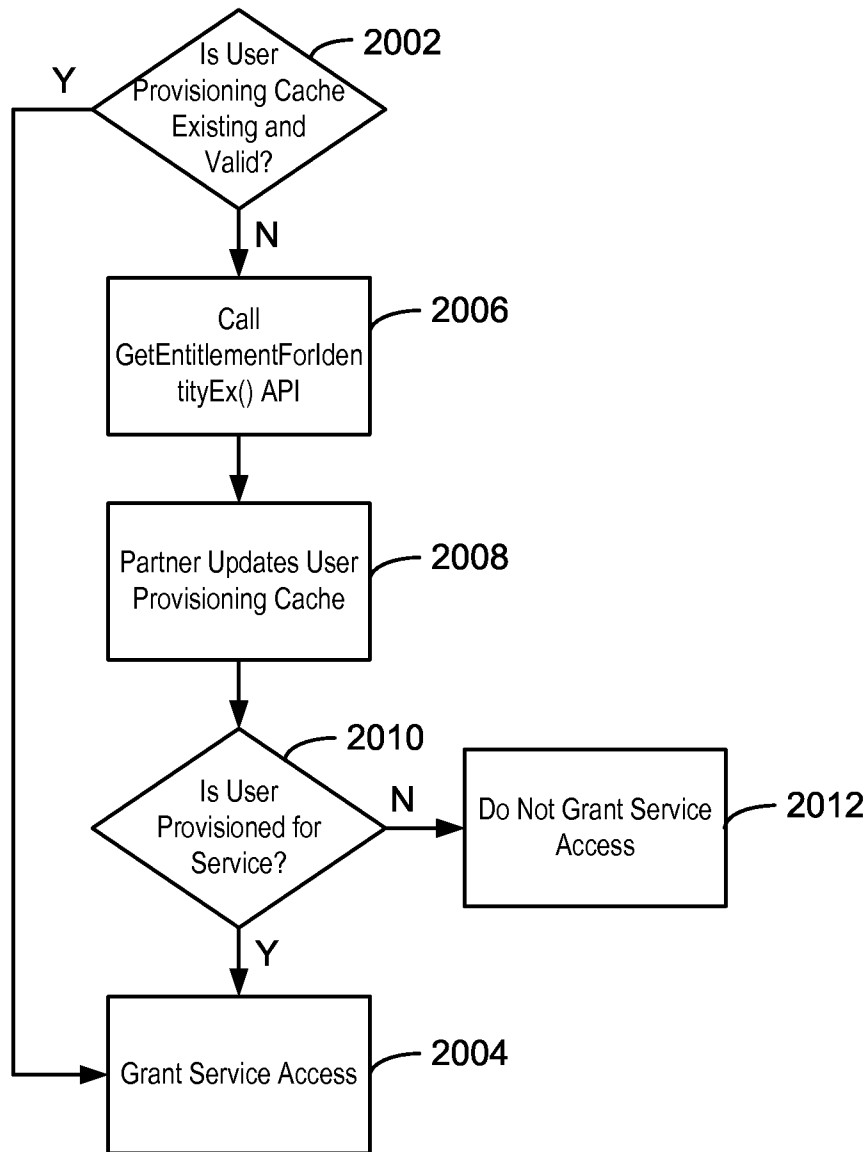 2002
Is User
Provisioning Cache
Existing and
Valid?
Y
N
2006
Call
GetEntitlementForIden
tityEx() API
2008
Partner Updates User
Provisioning Cache
2010
Is User
Provisioned for
Service?
N
Do Not Grant Service
Access
2012
Y
Grant Service Access
2004